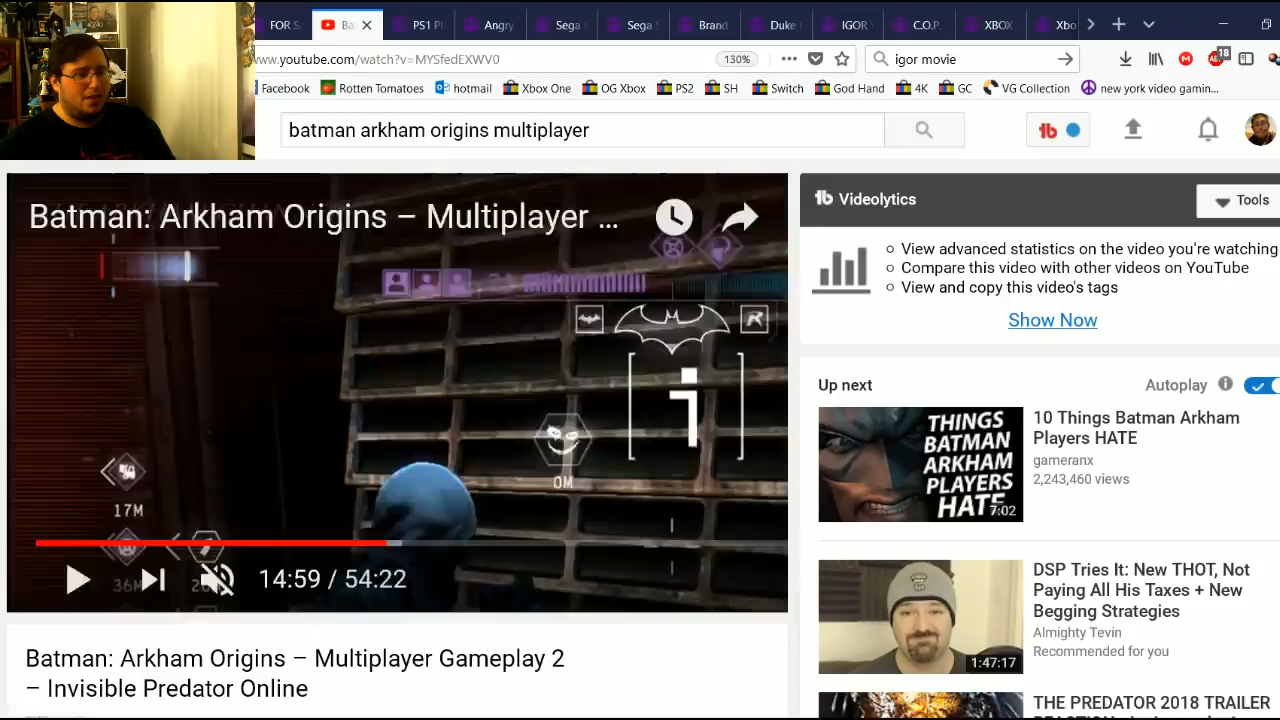 FOR S
Ba
PS1 Pl
Angry
Sega
Sega
Brand
Duke
IGOR
C.O.P.
XBOX
Xbo
www.youtube.com/watch?v=MYSfedEXWV0
130%
igor movie
18
Facebook
Rotten Tomatoes
hotmail
Xbox One
OG Xbox
PS2
SH
Switch
God Hand
4K
GC
VG Collection
new york video gamin...
batman arkham origins multiplayer
Batman: Arkham Origins – Multiplayer ...
0M
17M
36M
14:59 / 54:22
Batman: Arkham Origins – Multiplayer Gameplay 2
– Invisible Predator Online
Videolytics
Tools
View advanced statistics on the video you're watching
Compare this video with other videos on YouTube
View and copy this video's tags
Show Now
Up next
Autoplay
THINGS
BATMAN
ARKHAM
PLAYERS
HATE
7:02
10 Things Batman Arkham
Players HATE
gameranx
2,243,460 views
1:47:17
DSP Tries It: New THOT, Not
Paying All His Taxes + New
Begging Strategies
Almighty Tevin
Recommended for you
THE PREDATOR 2018 TRAILER